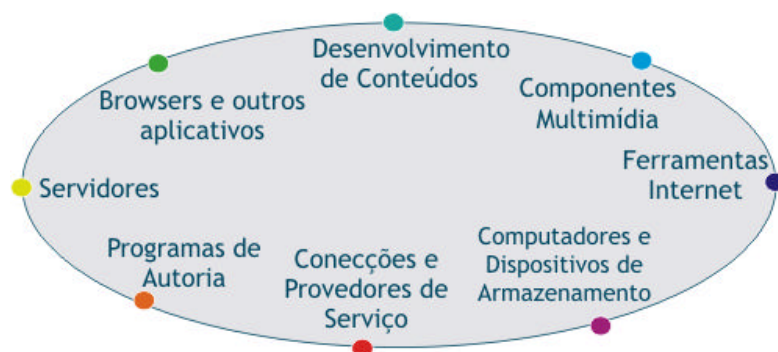 Desenvolvimento
de Conteúdos
Componentes
Multimídia
Ferramentas
Internet
Computadores e
Dispositivos de
Armazenamento
Conecções e
Provedores de
Serviço
Programas de
Autoria
Servidores
Browsers e outros
aplicativos